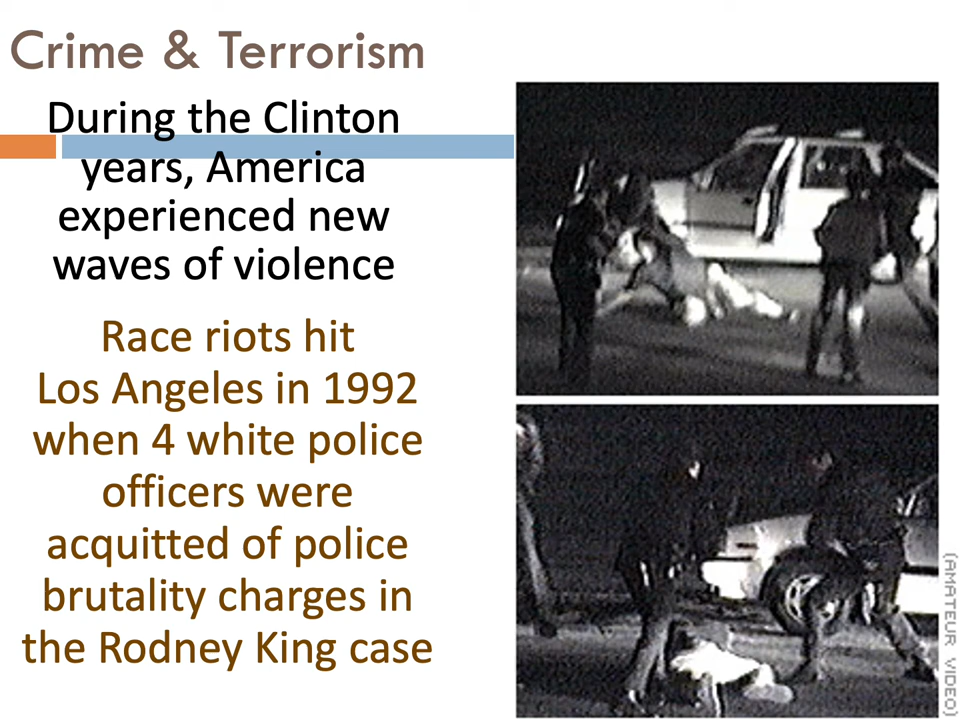 Crime & Terrorism
During the Clinton
years, America
experienced new
waves of violence
Race riots hit
Los Angeles in 1992
when 4 white police
officers were
acquitted of police
brutality charges in
the Rodney King case
(AMATEUR VIDEO)